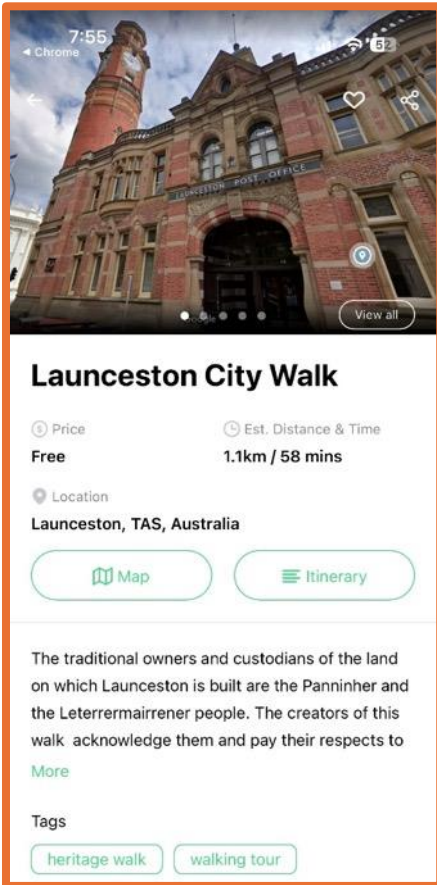 7:55
52
Chrome
LAUNCESTON POST OFFICE
View all
Launceston City Walk
Price
Est. Distance & Time
Free
1.1km / 58 mins
Location
Launceston, TAS, Australia
Map
Itinerary
The traditional owners and custodians of the land
on which Launceston is built are the Panninher and
the Leterrermairrener people. The creators of this
walk acknowledge them and pay their respects to
More
Tags
heritage walk
walking tour